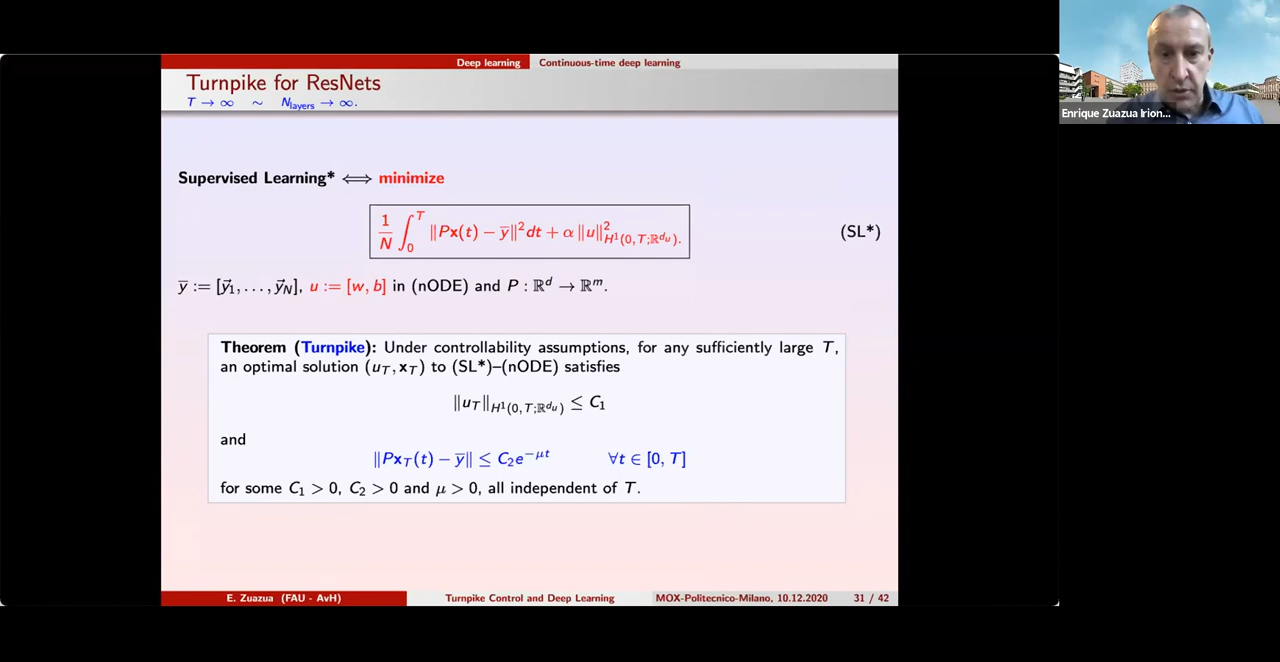 Deep learning Continuous-time deep learning
Turnpike for ResNets
T → ∞ ∼ N_layers → ∞.
Supervised Learning* ⟺ minimize
1/N ∫_0^T ‖Px(t) − y̅‖² dt + α ‖u‖²_{H¹(0,T;ℝ^{d_u})}. (SL*)
y̅ := [y⃗_1, . . . , y⃗_N], u := [w, b] in (nODE) and P : ℝ^d → ℝ^m.
Theorem (Turnpike): Under controllability assumptions, for any sufficiently large T,
an optimal solution (u_T, x_T) to (SL*)–(nODE) satisfies
‖u_T‖_{H¹(0,T;ℝ^{d_u})} ≤ C_1
and
‖Px_T(t) − y̅‖ ≤ C_2 e^{−μt} ∀t ∈ [0, T]
for some C_1 > 0, C_2 > 0 and μ > 0, all independent of T.
E. Zuazua (FAU - AvH) Turnpike Control and Deep Learning MOX-Politecnico-Milano, 10.12.2020 31 / 42
Enrique Zuazua Irion...